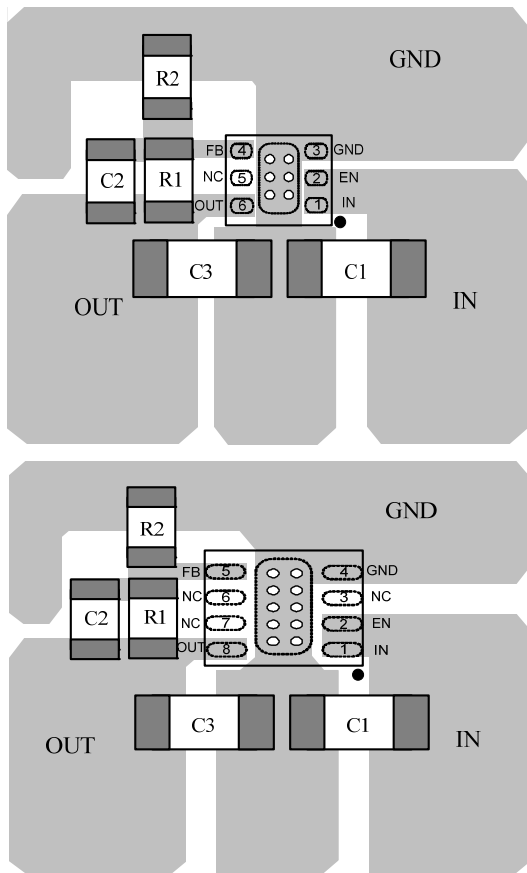 GND
R2
FB 4 3 GND
C2 R1 NC 5 2 EN
OUT 6 1 IN
C3 C1
OUT IN
GND
R2
FB 5 4 GND
NC 6 3 NC
C2 R1 NC 7 2 EN
OUT 8 1 IN
C3 C1
OUT IN